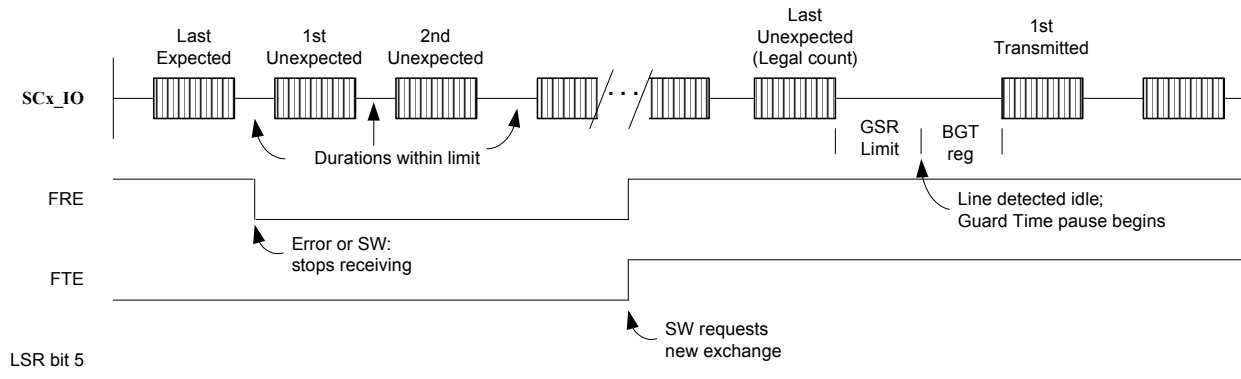 Last
Expected
1st
Unexpected
2nd
Unexpected
Last
Unexpected
(Legal count)
1st
Transmitted
SCx_IO
. . .
Durations within limit
GSR
Limit
BGT
reg
FRE
Line detected idle;
Guard Time pause begins
Error or SW:
stops receiving
FTE
SW requests
new exchange
LSR bit 5